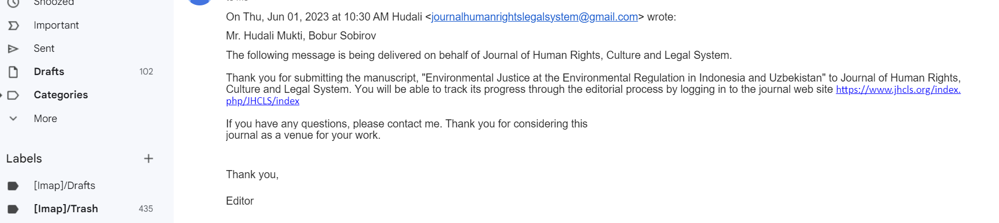 Snoozed
Important
Sent
Drafts 102
Categories
More
Labels +
[Imap]/Drafts
[Imap]/Trash 435
On Thu, Jun 01, 2023 at 10:30 AM Hudali <journalhumanrightslegalsystem@gmail.com> wrote:
Mr. Hudali Mukti, Bobur Sobirov
The following message is being delivered on behalf of Journal of Human Rights, Culture and Legal System.
Thank you for submitting the manuscript, "Environmental Justice at the Environmental Regulation in Indonesia and Uzbekistan" to Journal of Human Rights,
Culture and Legal System. You will be able to track its progress through the editorial process by logging in to the journal web site https://www.jhcls.org/index.
php/JHCLS/index
If you have any questions, please contact me. Thank you for considering this
journal as a venue for your work.
Thank you,
Editor